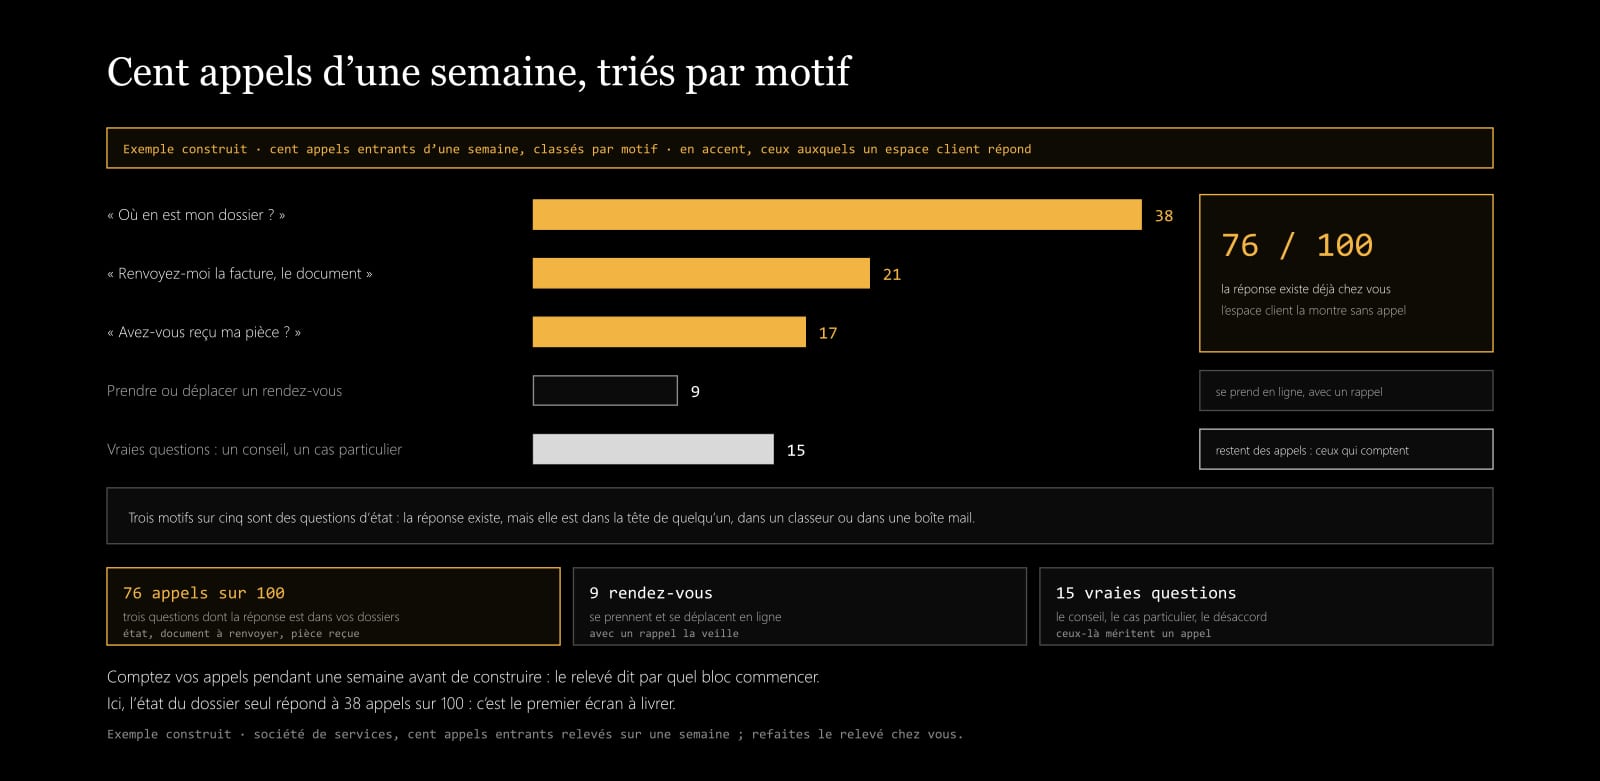 Cent appels d’une semaine, triés par motif
Exemple construit · cent appels entrants d’une semaine, classés par motif · en accent, ceux auxquels un espace client répond
« Où en est mon dossier ? »
38
« Renvoyez-moi la facture, le document »
21
« Avez-vous reçu ma pièce ? »
17
Prendre ou déplacer un rendez-vous
9
Vraies questions : un conseil, un cas particulier
15
76 / 100
la réponse existe déjà chez vous
l’espace client la montre sans appel
se prend en ligne, avec un rappel
restent des appels : ceux qui comptent
Trois motifs sur cinq sont des questions d’état : la réponse existe, mais elle est dans la tête de quelqu’un, dans un classeur ou dans une boîte mail.
76 appels sur 100
trois questions dont la réponse est dans vos dossiers
état, document à renvoyer, pièce reçue
9 rendez-vous
se prennent et se déplacent en ligne
avec un rappel la veille
15 vraies questions
le conseil, le cas particulier, le désaccord
ceux-là méritent un appel
Comptez vos appels pendant une semaine avant de construire : le relevé dit par quel bloc commencer.
Ici, l’état du dossier seul répond à 38 appels sur 100 : c’est le premier écran à livrer.
Exemple construit · société de services, cent appels entrants relevés sur une semaine ; refaites le relevé chez vous.